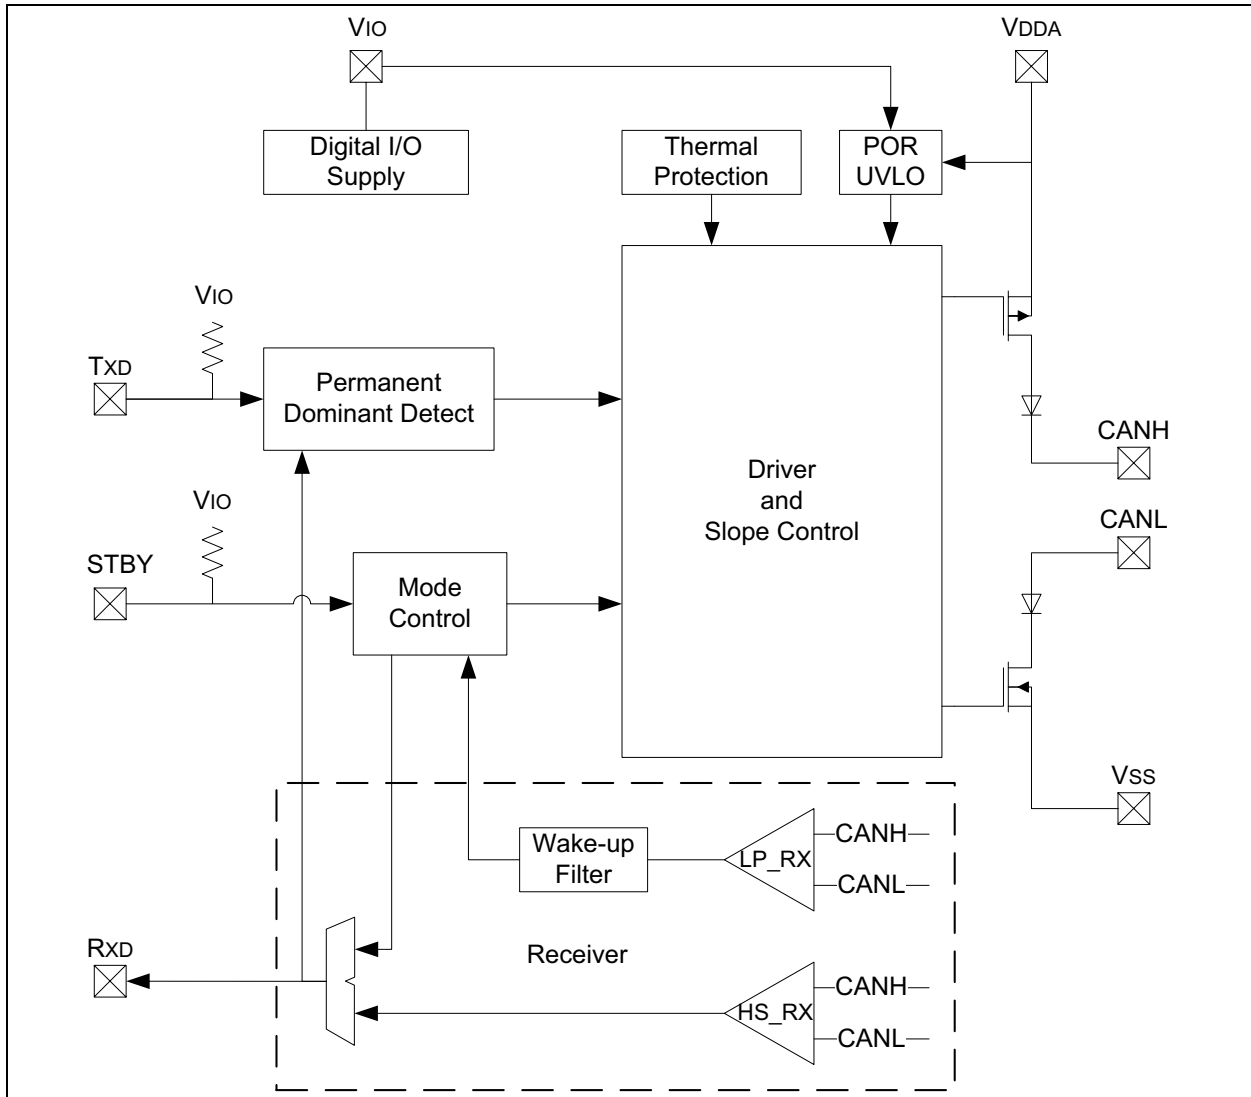 VIO
VDDA
Digital I/O
Supply
Thermal
Protection
POR
UVLO
VIO
TXD
Permanent
Dominant Detect
CANH
Driver
and
Slope Control
VIO
CANL
STBY
Mode
Control
VSS
Wake-up
Filter
LP_RX
CANH
CANL
RXD
Receiver
HS_RX
CANH
CANL